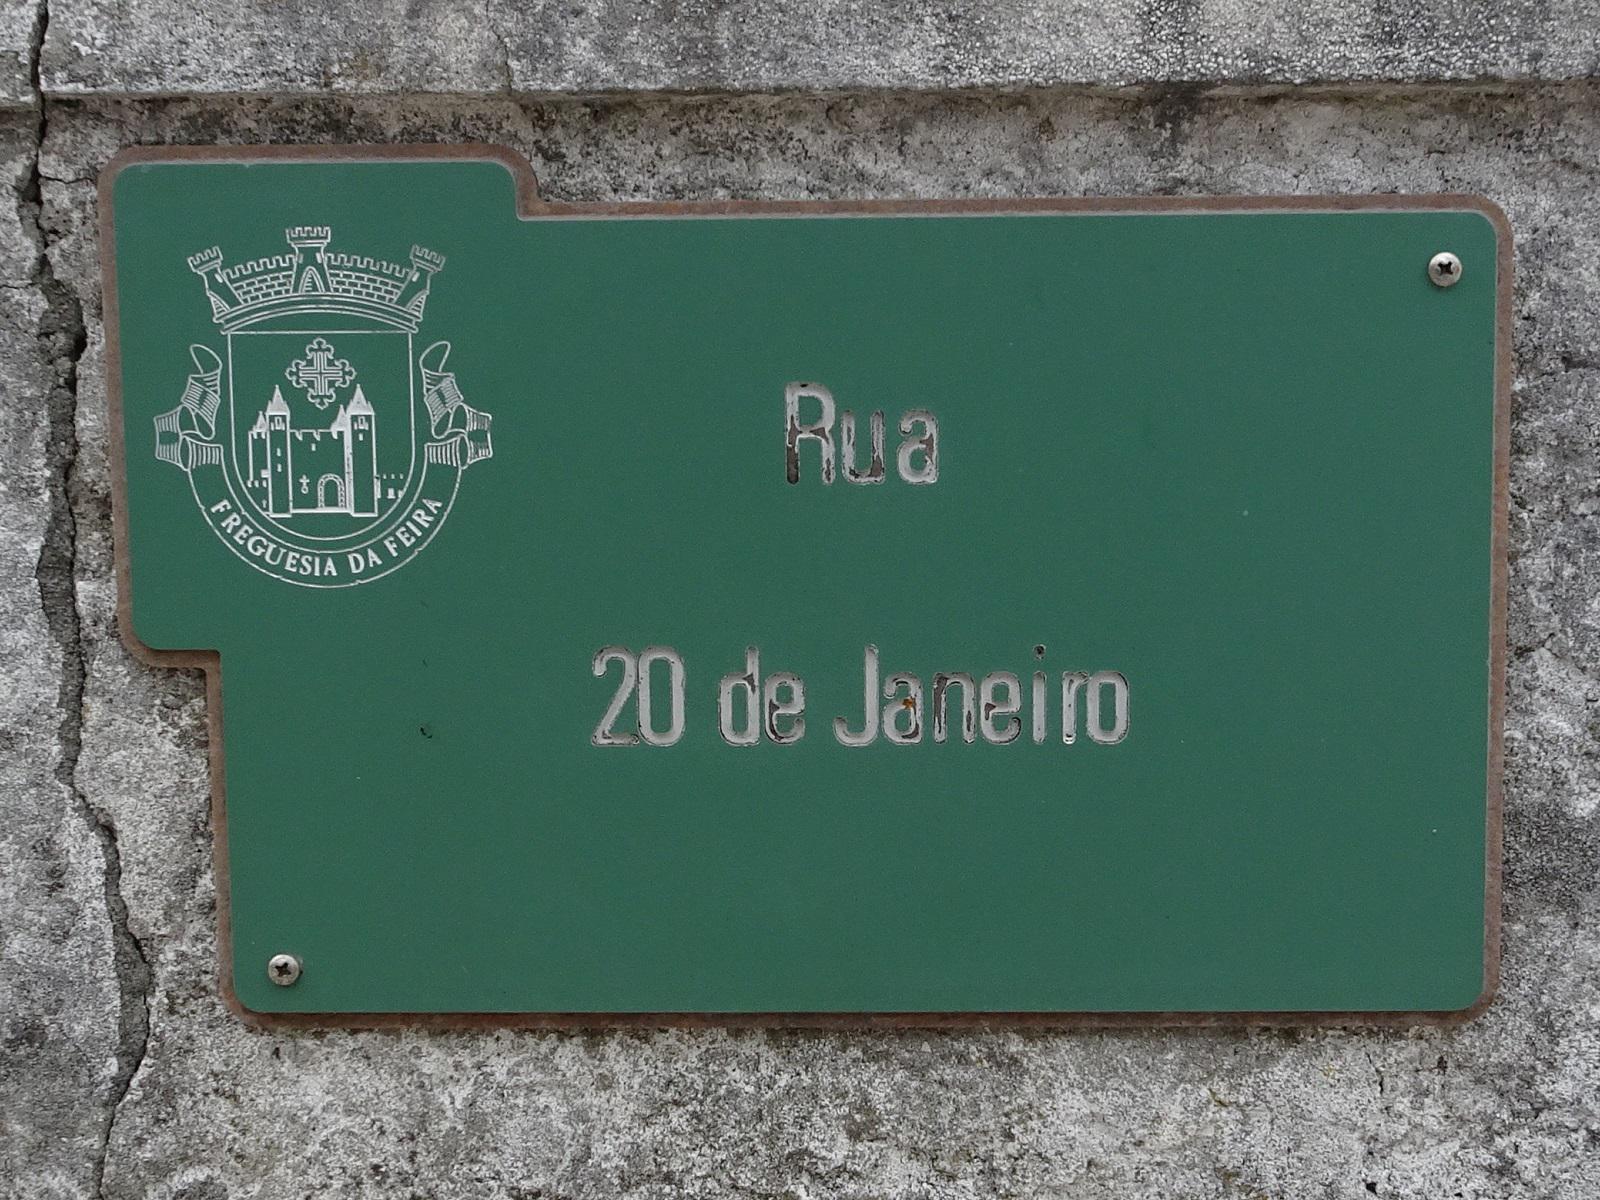 FREGUESIA DA FEIRA
Rua
20 de Janeiro